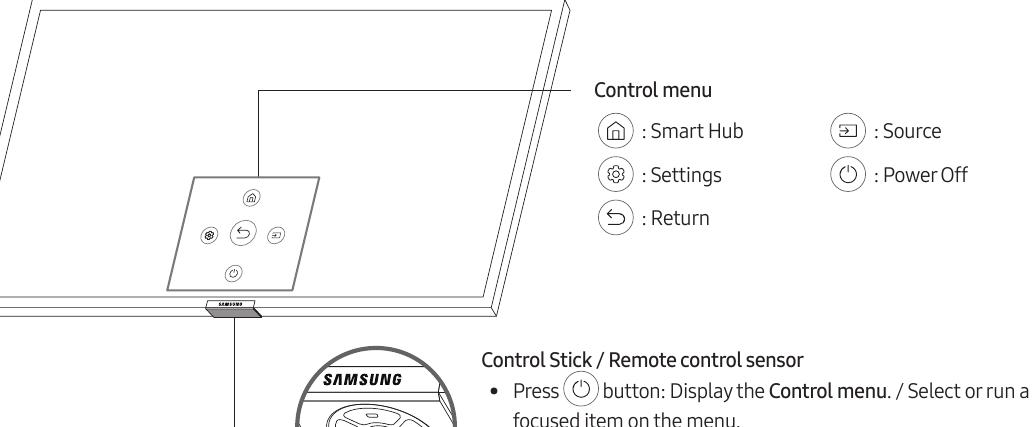 Control menu
: Smart Hub
: Source
: Settings
: Power Off
: Return
SAMSUNG
Control Stick / Remote control sensor
SAMSUNG
• Press button: Display the Control menu. / Select or run a
focused item on the menu.